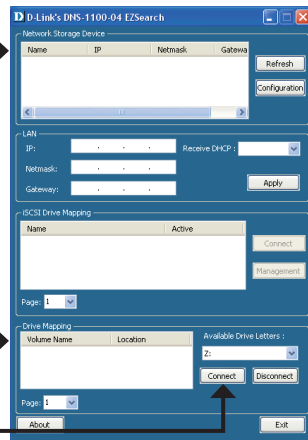 D-Link's DNS-1100-04 EZSearch
Network Storage Device
Name IP Netmask Gatewa
Refresh
Configuration
LAN
IP: . . . Receive DHCP :
Netmask: . . .
Gateway: . . .
Apply
iSCSI Drive Mapping
Name Active
Connect
Management
Page: 1
Drive Mapping
Volume Name Location
Available Drive Letters :
Z:
Connect Disconnect
Page: 1
About Exit